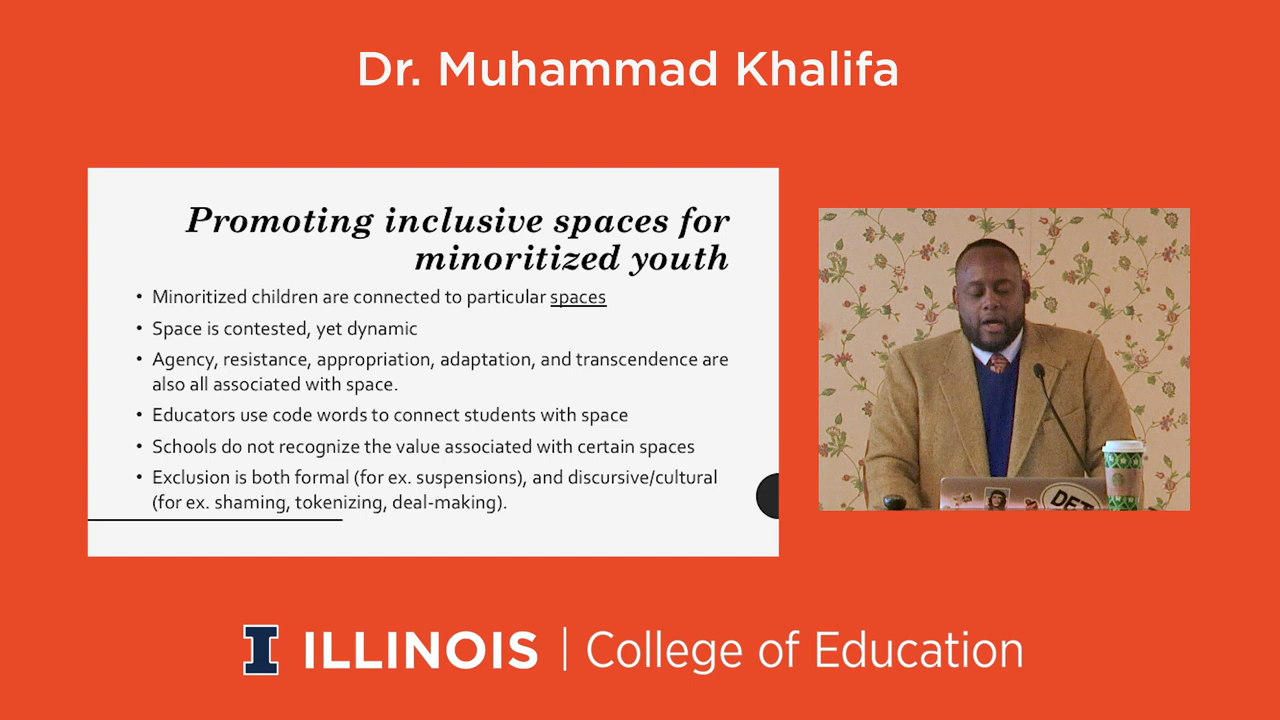 Dr. Muhammad Khalifa
Promoting inclusive spaces for
minoritized youth
• Minoritized children are connected to particular spaces
• Space is contested, yet dynamic
• Agency, resistance, appropriation, adaptation, and transcendence are
also all associated with space.
• Educators use code words to connect students with space
• Schools do not recognize the value associated with certain spaces
• Exclusion is both formal (for ex. suspensions), and discursive/cultural
(for ex. shaming, tokenizing, deal-making).
DET
I ILLINOIS | College of Education